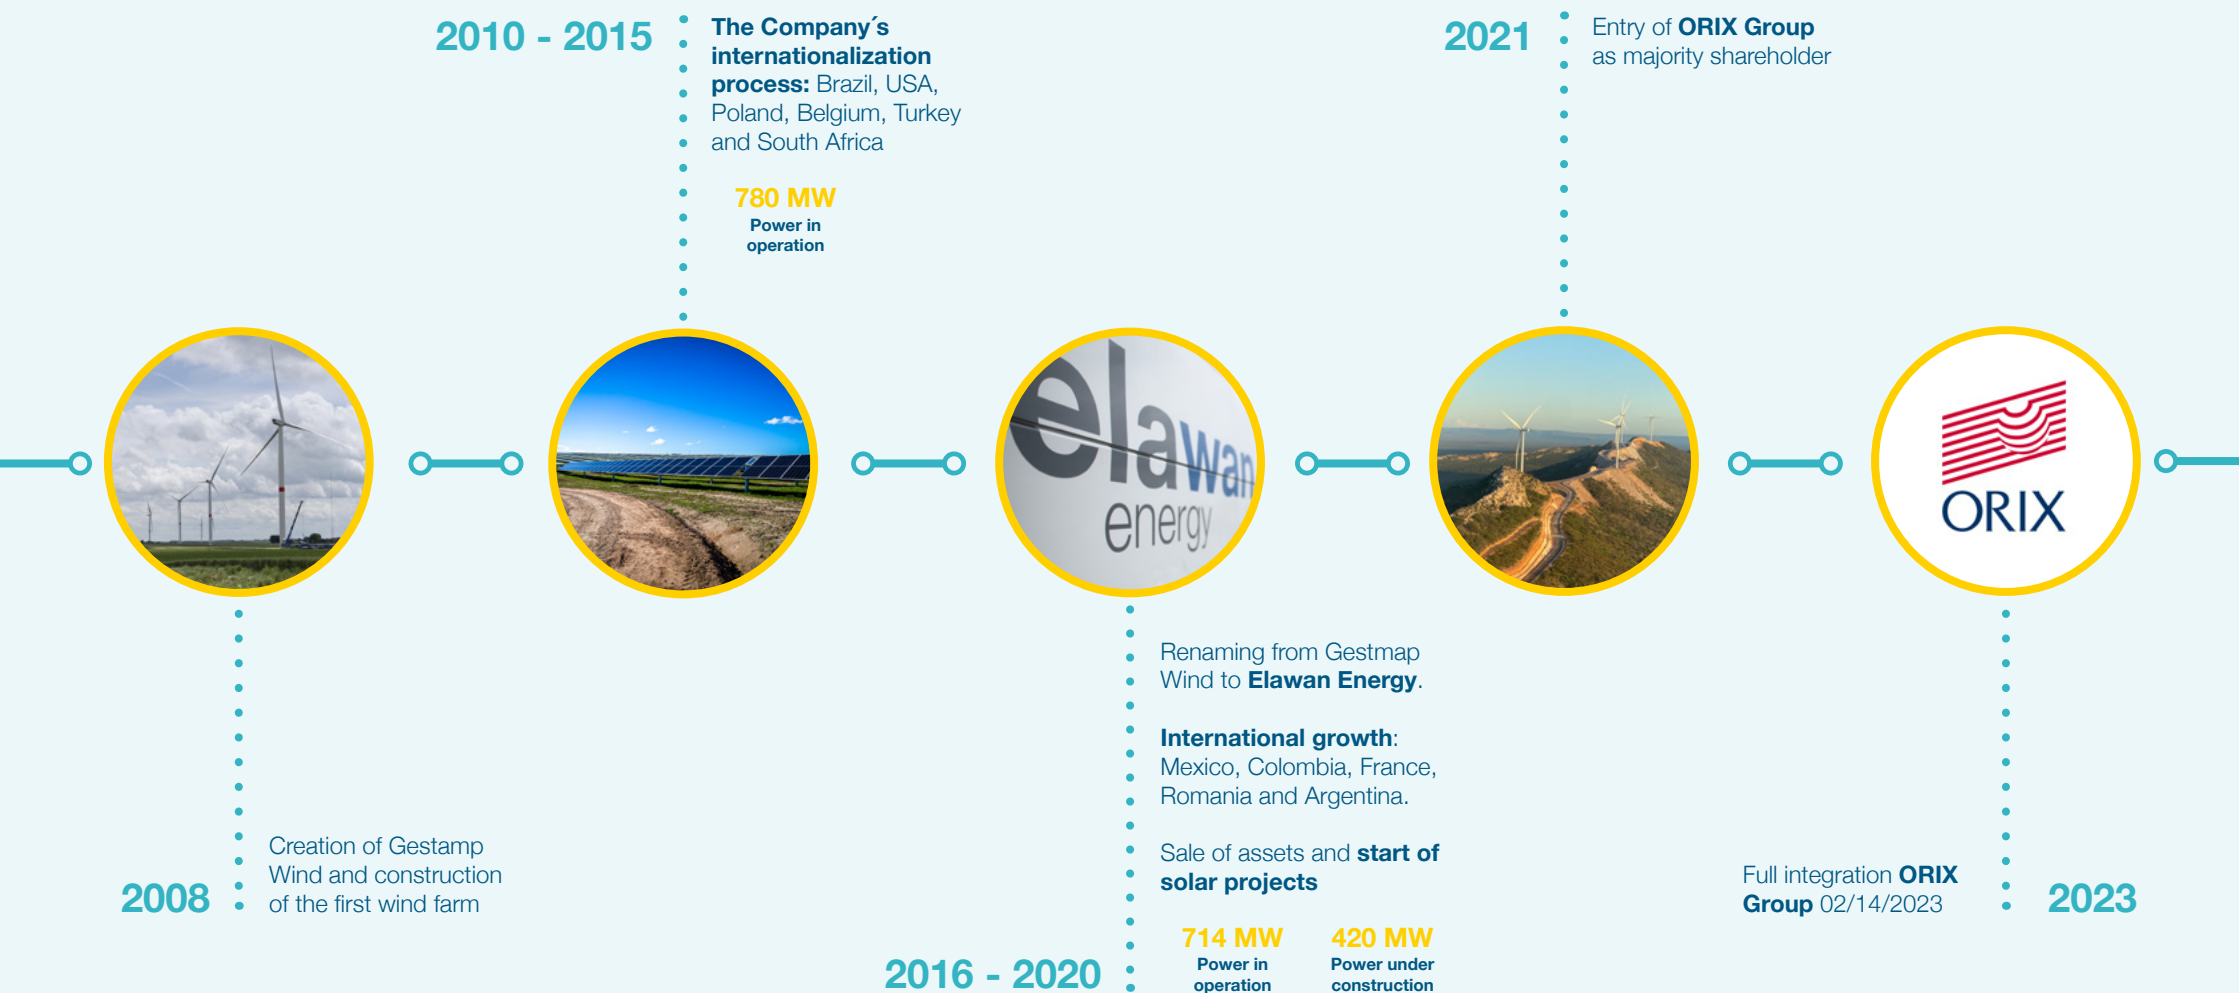 2010 - 2015
The Company´s
internationalization
process: Brazil, USA,
Poland, Belgium, Turkey
and South Africa
780 MW
Power in
operation
2021
Entry of ORIX Group
as majority shareholder
elawan
energy
ORIX
2008
Creation of Gestamp
Wind and construction
of the first wind farm
2016 - 2020
Renaming from Gestmap
Wind to Elawan Energy.
International growth:
Mexico, Colombia, France,
Romania and Argentina.
Sale of assets and start of
solar projects
714 MW
Power in
operation
420 MW
Power under
construction
Full integration ORIX
Group 02/14/2023
2023